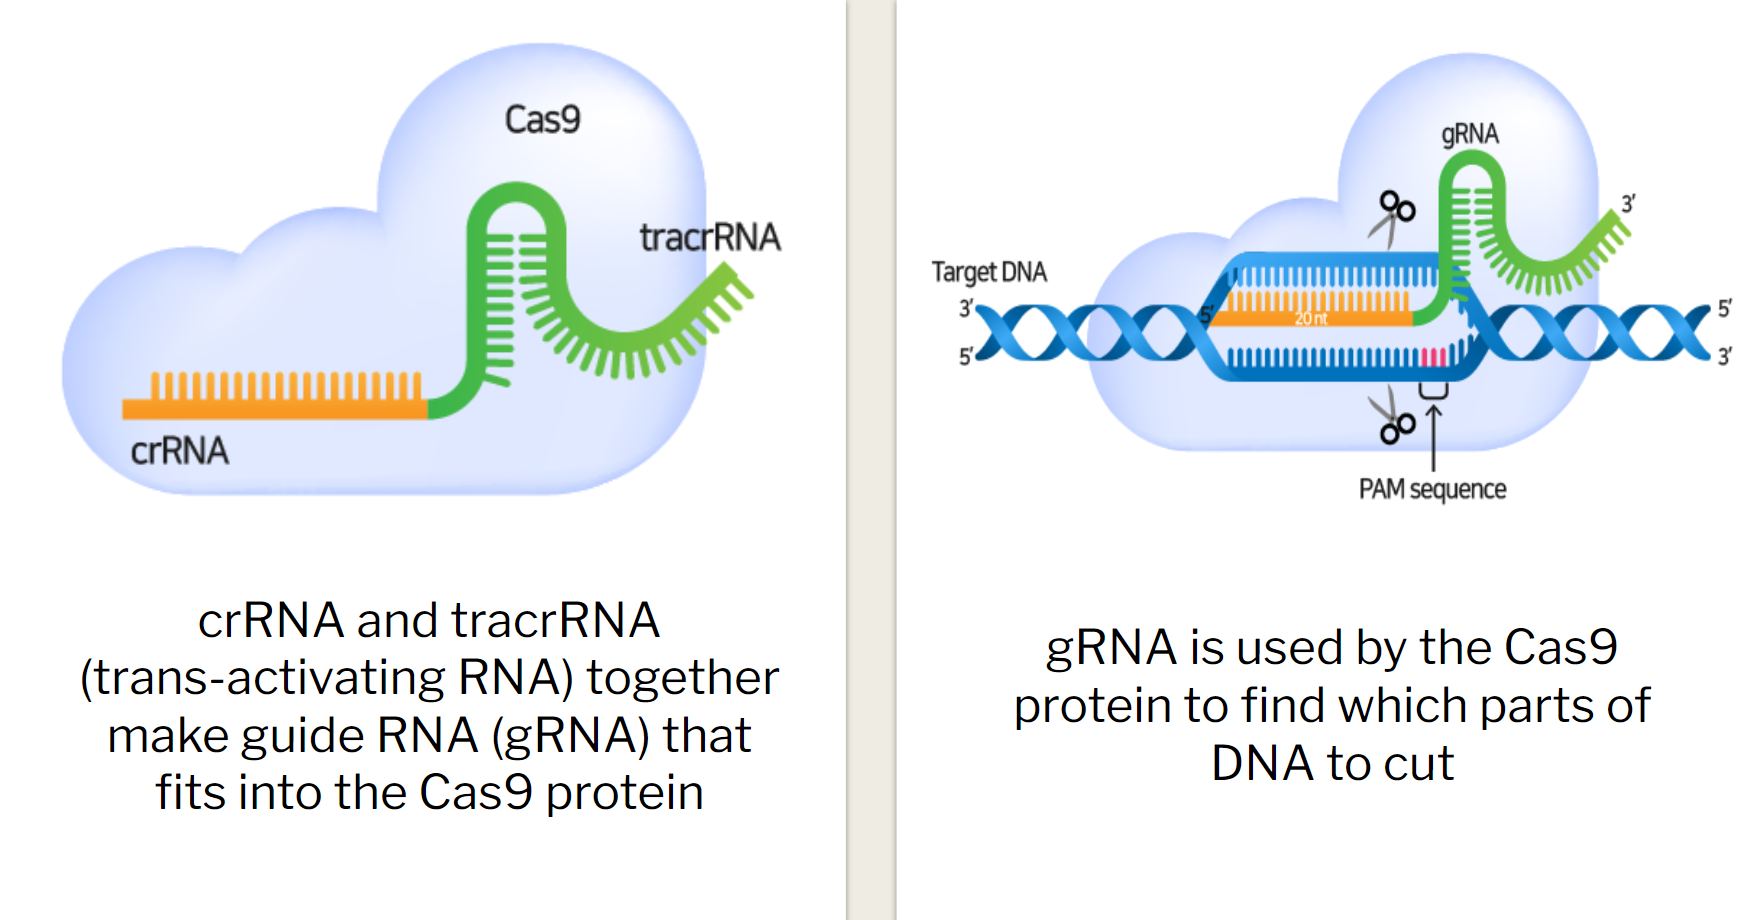 Cas9
tracrRNA
crRNA
crRNA and tracrRNA
(trans-activating RNA) together
make guide RNA (gRNA) that
fits into the Cas9 protein
gRNA
3′
Target DNA
3′
5′
5′
20 nt
5′
3′
PAM sequence
gRNA is used by the Cas9
protein to find which parts of
DNA to cut